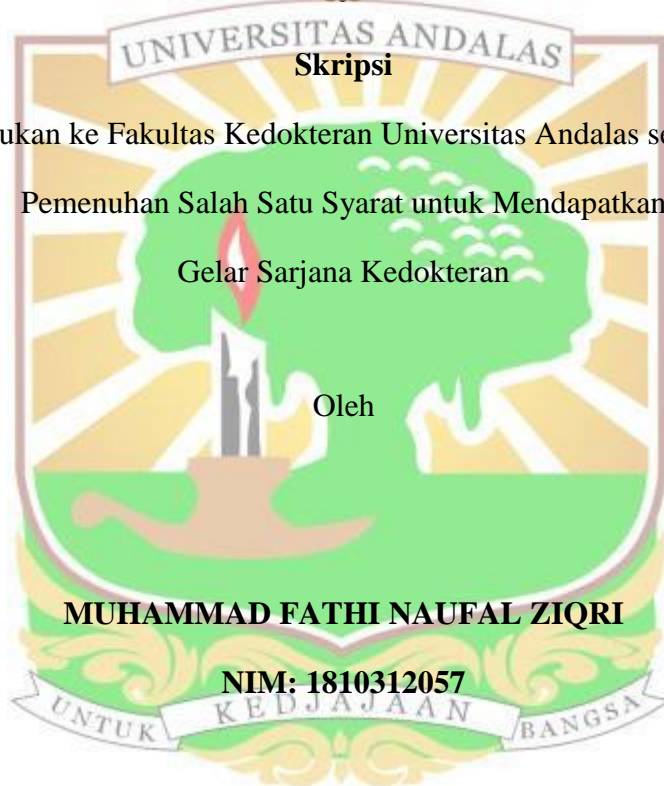 UNIVERSITAS ANDALAS
Skripsi
ukan ke Fakultas Kedokteran Universitas Andalas se
Pemenuhan Salah Satu Syarat untuk Mendapatkan
Gelar Sarjana Kedokteran
Oleh
MUHAMMAD FATHI NAUFAL ZIQRI
NIM: 1810312057
UNTUK KEDJAJAAN BANGSA